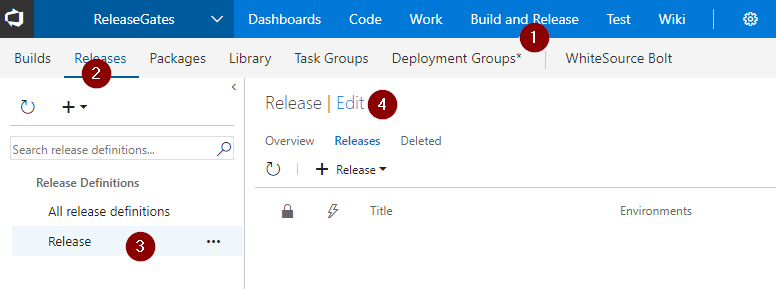 ReleaseGates Dashboards Code Work Build and Release Test Wiki
1
Builds Releases Packages Library Task Groups Deployment Groups* WhiteSource Bolt
2
Release | Edit 4
Search release definitions...
Overview Releases Deleted
Release
Release Definitions
All release definitions
Title Environments
Release 3 ...